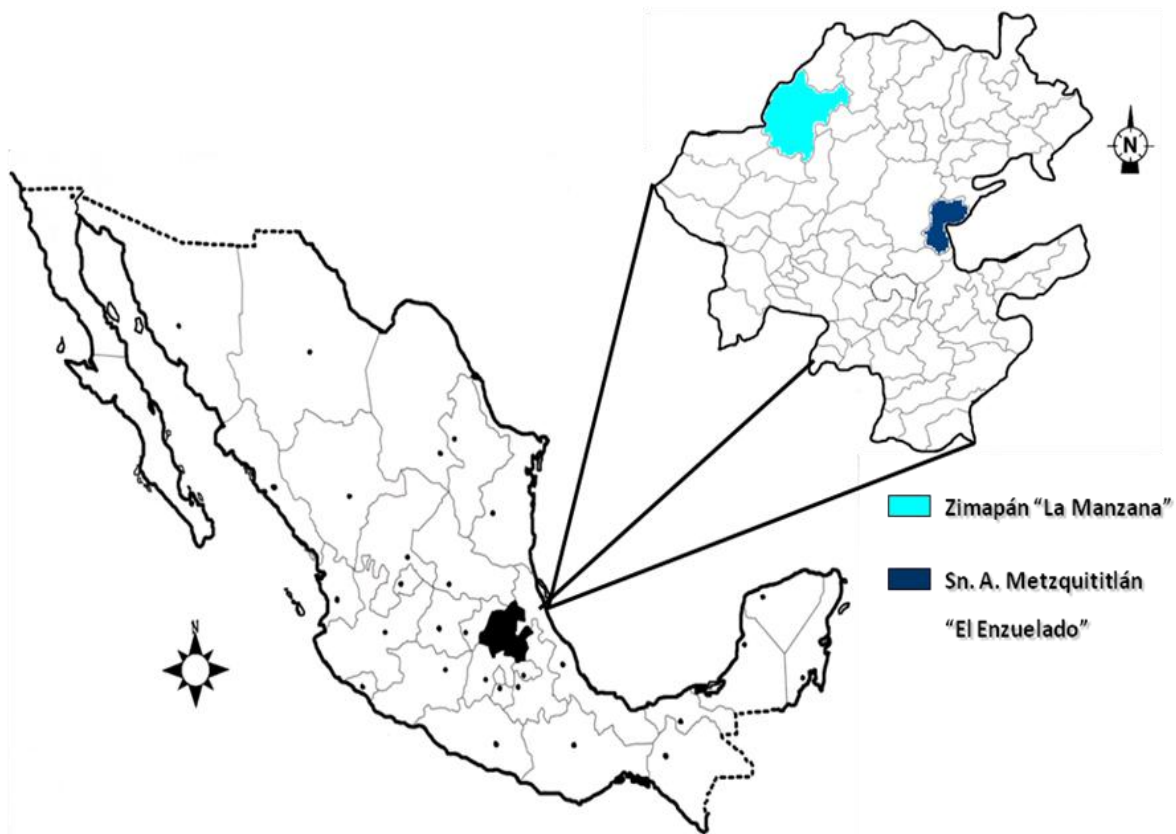 N
N
Zimapán “La Manzana”
Sn. A. Metzquititlán
“El Enzuelado”